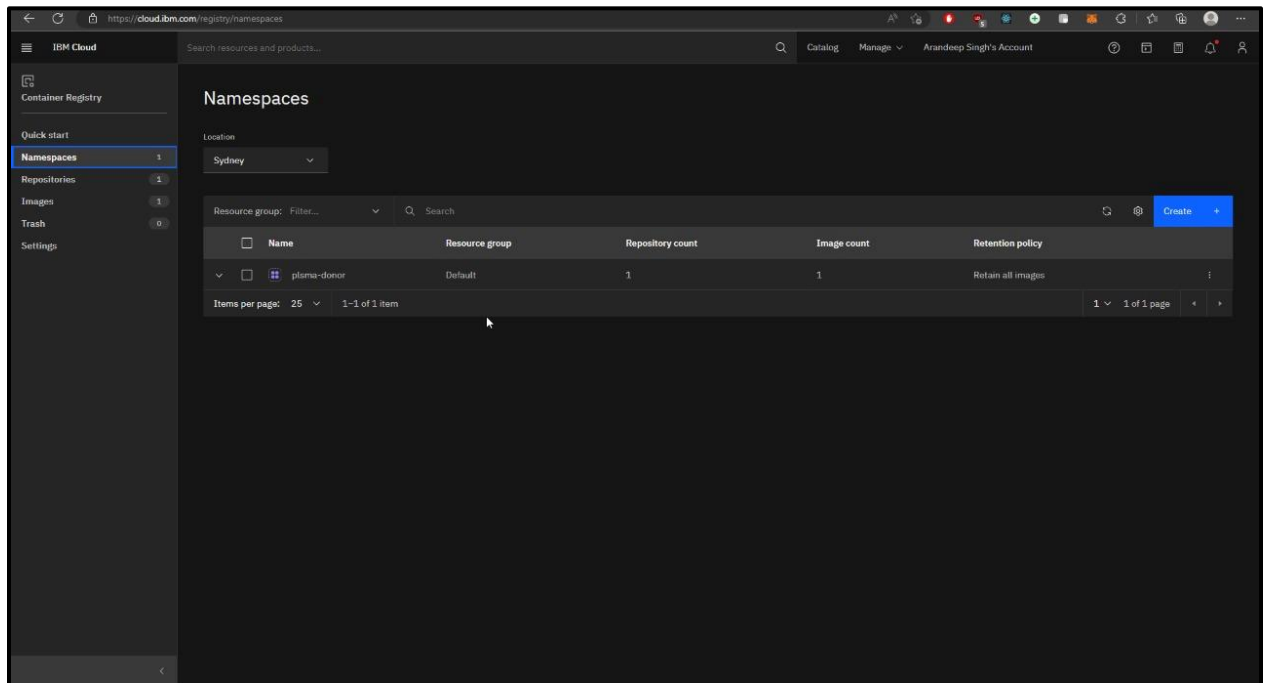 https://cloud.ibm.com/registry/namespaces
IBM Cloud
Search resources and products...
Catalog Manage Arandeep Singh's Account
Container Registry
Quick start
Namespaces 1
Repositories 1
Images 1
Trash 0
Settings
Namespaces
Location
Sydney
Resource group: Filter... Search Create +
Name Resource group Repository count Image count Retention policy
plsma-donor Default 1 1 Retain all images
Items per page: 25 1–1 of 1 item 1 1 of 1 page